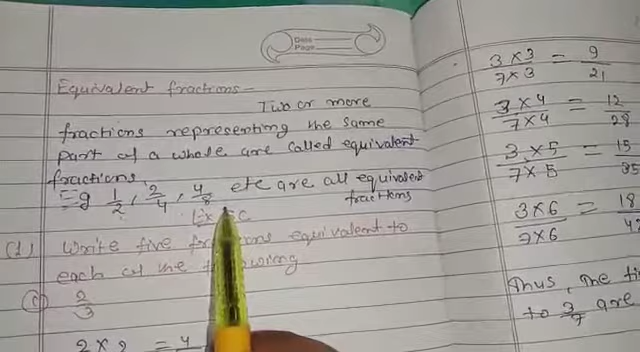 Date
Page
Equivalent fractions-
Two or more
fractions representing the same
part of a whole are called equivalent
fractions.
Eg 1/2, 2/4, 4/8 etc are all equivalent
fractions
(1) Write five equivalent to
each of the following
2/3
2×2 = 4
3×3/7×3 = 9/21
3×4/7×4 = 12/28
3×5/7×5 = 15/35
3×6/7×6 = 18/42
Thus, the
to 3/7 are